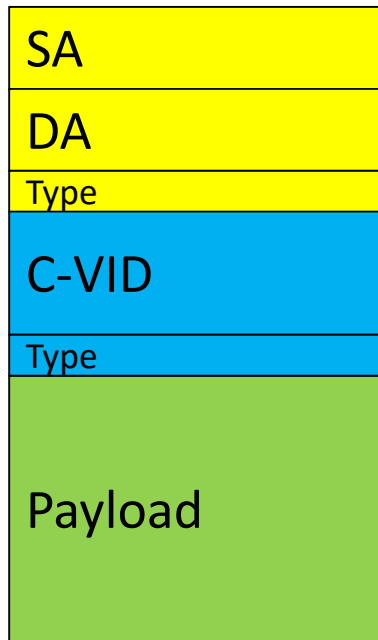 SA
DA
Type
C-VID
Type
Payload